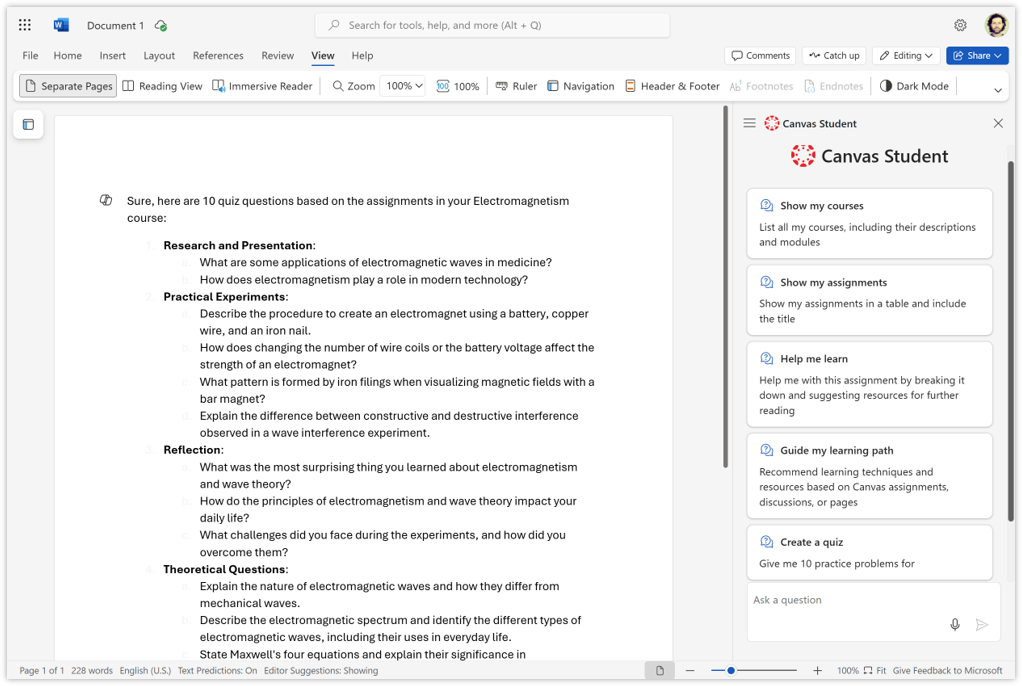 Document 1
Search for tools, help, and more (Alt + Q)
File Home Insert Layout References Review View Help
Comments Catch up Editing Share
Separate Pages Reading View Immersive Reader Zoom 100% 100% Ruler Navigation Header & Footer Footnotes Endnotes Dark Mode
Sure, here are 10 quiz questions based on the assignments in your Electromagnetism
course:
1. Research and Presentation:
a. What are some applications of electromagnetic waves in medicine?
b. How does electromagnetism play a role in modern technology?
2. Practical Experiments:
a. Describe the procedure to create an electromagnet using a battery, copper
wire, and an iron nail.
b. How does changing the number of wire coils or the battery voltage affect the
strength of an electromagnet?
c. What pattern is formed by iron filings when visualizing magnetic fields with a
bar magnet?
d. Explain the difference between constructive and destructive interference
observed in a wave interference experiment.
3. Reflection:
a. What was the most surprising thing you learned about electromagnetism
and wave theory?
b. How do the principles of electromagnetism and wave theory impact your
daily life?
c. What challenges did you face during the experiments, and how did you
overcome them?
4. Theoretical Questions:
a. Explain the nature of electromagnetic waves and how they differ from
mechanical waves.
b. Describe the electromagnetic spectrum and identify the different types of
electromagnetic waves, including their uses in everyday life.
c. State Maxwell's four equations and explain their significance in
Canvas Student
Canvas Student
Show my courses
List all my courses, including their descriptions
and modules
Show my assignments
Show my assignments in a table and include
the title
Help me learn
Help me with this assignment by breaking it
down and suggesting resources for further
reading
Guide my learning path
Recommend learning techniques and
resources based on Canvas assignments,
discussions, or pages
Create a quiz
Give me 10 practice problems for
Ask a question
Page 1 of 1 228 words English (U.S.) Text Predictions: On Editor Suggestions: Showing
100% Fit Give Feedback to Microsoft